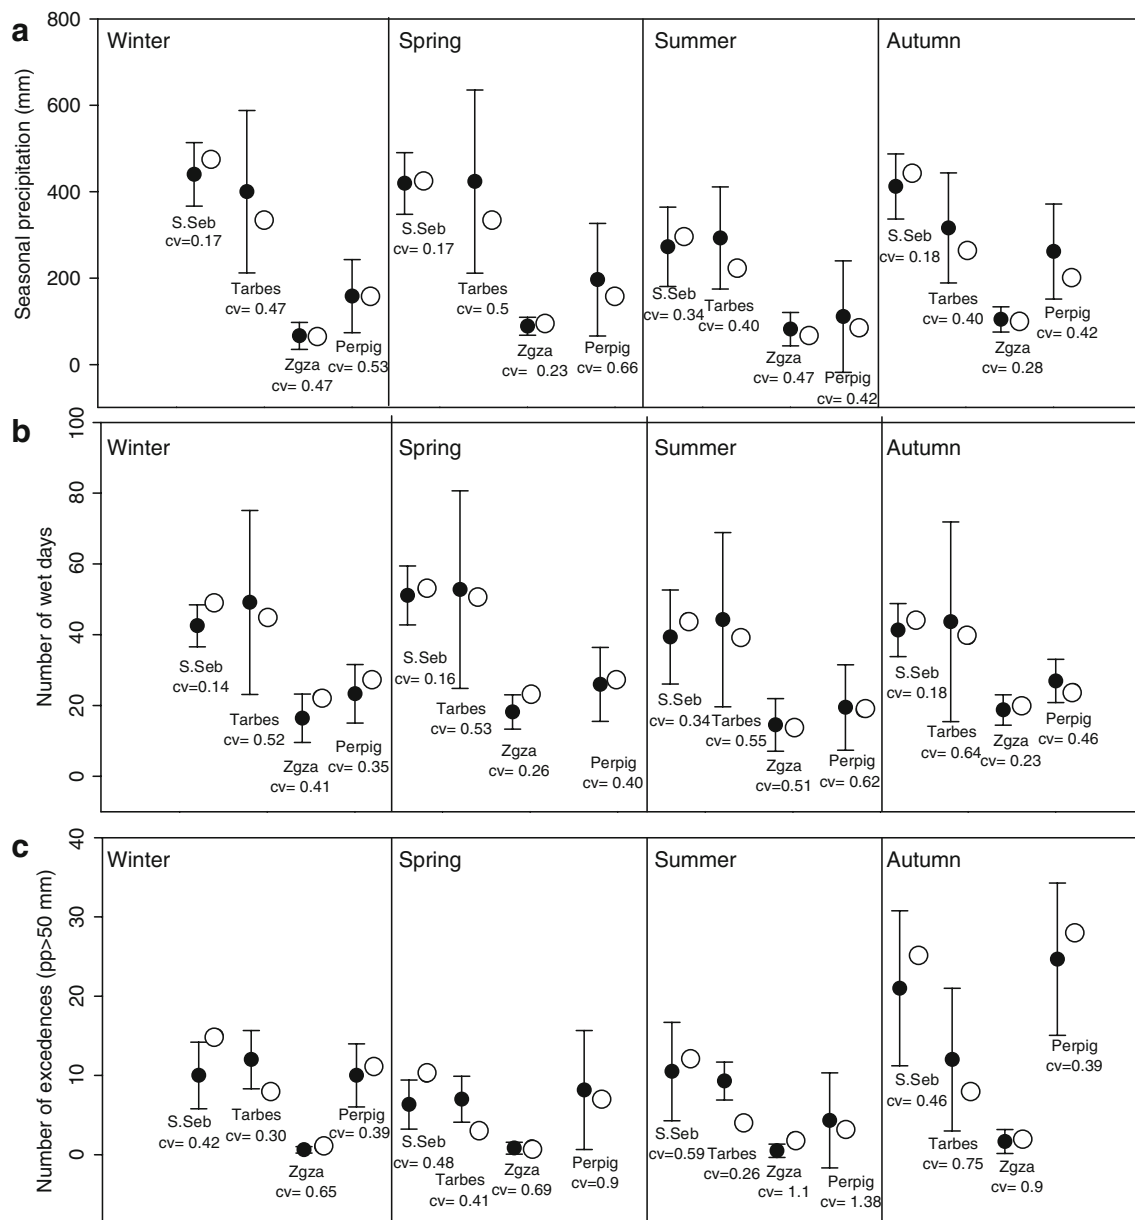 a
Seasonal precipitation (mm)
800
600
400
200
0
Winter
Spring
Summer
Autumn
S.Seb
cv=0.17
Tarbes
cv= 0.47
Zgza
cv= 0.47
Perpig
cv= 0.53
S.Seb
cv= 0.17
Tarbes
cv= 0.5
Zgza
cv= 0.23
Perpig
cv= 0.66
S.Seb
cv= 0.34
Tarbes
cv= 0.40
Zgza
cv= 0.47
Perpig
cv= 0.42
S.Seb
cv= 0.18
Tarbes
cv= 0.40
Zgza
cv= 0.28
Perpig
cv= 0.42
b
Number of wet days
100
80
60
40
20
0
Winter
Spring
Summer
Autumn
S.Seb
cv=0.14
Tarbes
cv= 0.52
Zgza
cv= 0.41
Perpig
cv= 0.35
S.Seb
cv= 0.16
Tarbes
cv= 0.53
Zgza
cv= 0.26
Perpig
cv= 0.40
S.Seb
cv= 0.34
Tarbes
cv= 0.55
Zgza
cv=0.51
Perpig
cv= 0.62
S.Seb
cv= 0.18
Tarbes
cv= 0.64
Zgza
cv= 0.23
Perpig
cv= 0.46
c
Number of excedences (pp>50 mm)
40
30
20
10
0
Winter
Spring
Summer
Autumn
S.Seb
cv= 0.42
Tarbes
cv= 0.30
Zgza
cv= 0.65
Perpig
cv= 0.39
S.Seb
cv= 0.48
Tarbes
cv= 0.41
Zgza
cv= 0.69
Perpig
cv=0.9
S.Seb
cv=0.59
Tarbes
cv=0.26
Zgza
cv= 1.1
Perpig
cv= 1.38
S.Seb
cv= 0.46
Tarbes
cv= 0.75
Zgza
cv= 0.9
Perpig
cv=0.39